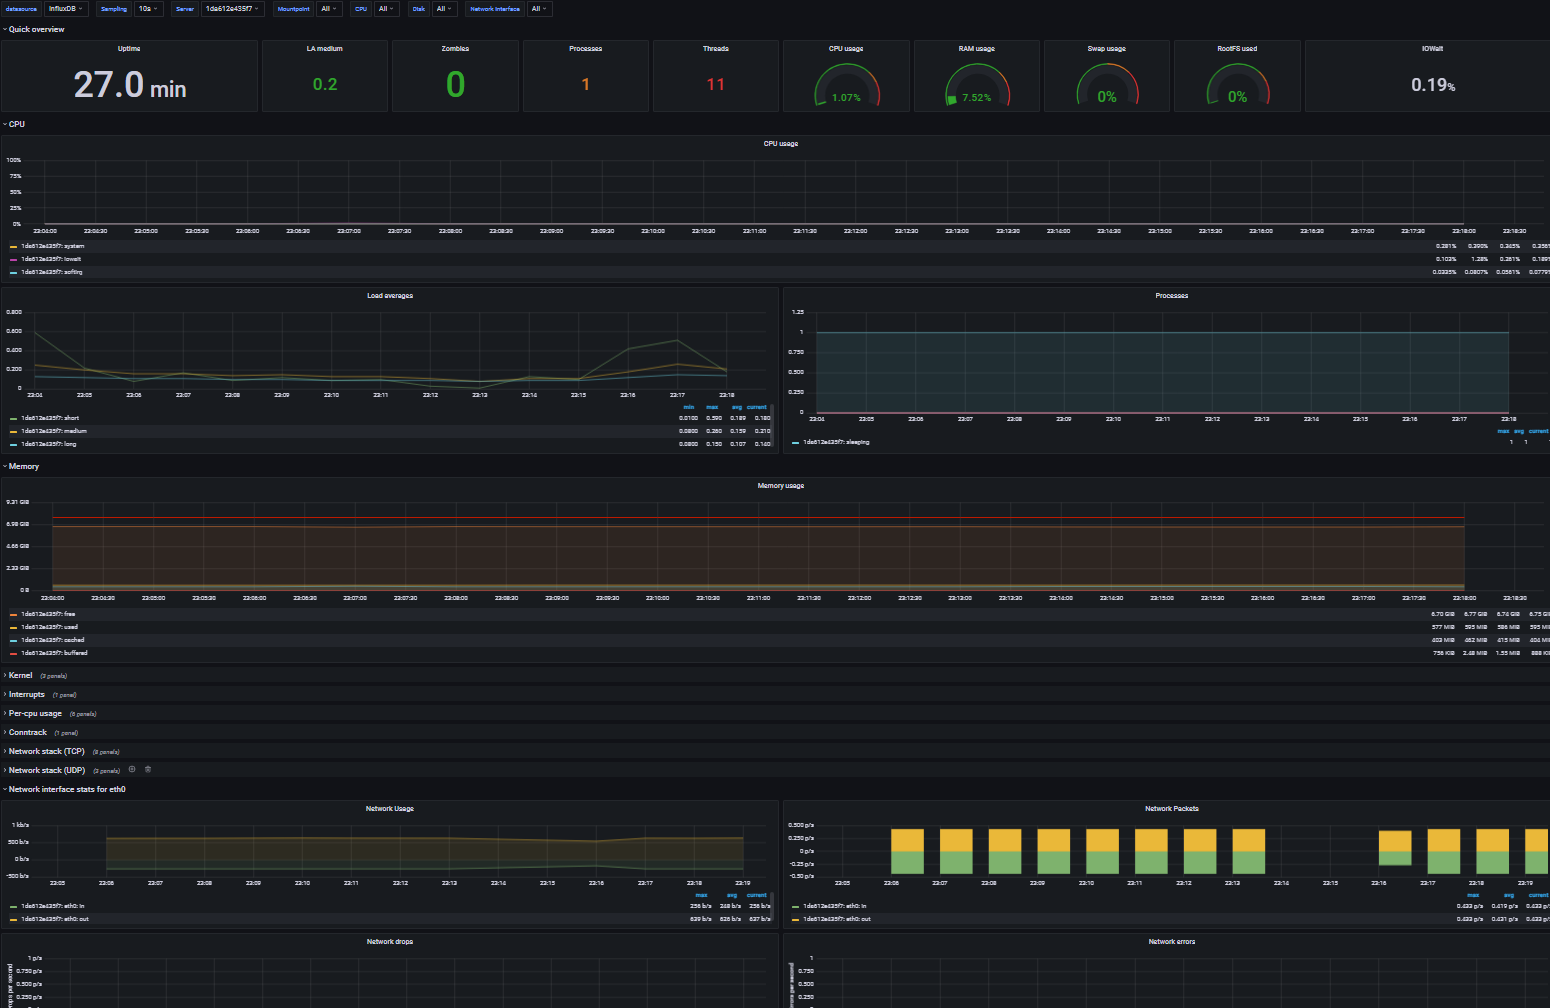 datasource InfluxDB Sampling 10s Server 1da612e435f7 Mountpoint All CPU All Disk All Network Interface All
Quick overview
Uptime LA medium Zombies Processes Threads CPU usage RAM usage Swap usage RootFS used IOWait
27.0 min 0.2 0 1 11 1.07% 7.52% 0% 0% 0.19%
CPU
CPU usage
100%
75%
50%
25%
0%
23:04:00 23:04:30 23:05:00 23:05:30 23:06:00 23:06:30 23:07:00 23:07:30 23:08:00 23:08:30 23:09:00 23:09:30 23:10:00 23:10:30 23:11:00 23:11:30 23:12:00 23:12:30 23:13:00 23:13:30 23:14:00 23:14:30 23:15:00 23:15:30 23:16:00 23:16:30 23:17:00 23:17:30 23:18:00 23:18:30
1da612e435f7: system 0.281% 0.390% 0.345%
1da612e435f7: iowait 0.103% 1.28% 0.261% 0.189%
1da612e435f7: softirq 0.0335% 0.0807% 0.0561% 0.0779%
Load averages
0.800
0.600
0.400
0.200
0
23:04 23:05 23:06 23:07 23:08 23:09 23:10 23:11 23:12 23:13 23:14 23:15 23:16 23:17 23:18
min max avg current
1da612e435f7: short 0.0100 0.590 0.189 0.180
1da612e435f7: medium 0.0800 0.260 0.159 0.210
1da612e435f7: long 0.0800 0.150 0.107 0.140
Processes
1.25
1
0.750
0.500
0.250
0
23:04 23:05 23:06 23:07 23:08 23:09 23:10 23:11 23:12 23:13 23:14 23:15 23:16 23:17 23:18
max avg current
1da612e435f7: sleeping 1 1
Memory
Memory usage
9.31 GiB
6.98 GiB
4.66 GiB
2.33 GiB
0 B
23:04:00 23:04:30 23:05:00 23:05:30 23:06:00 23:06:30 23:07:00 23:07:30 23:08:00 23:08:30 23:09:00 23:09:30 23:10:00 23:10:30 23:11:00 23:11:30 23:12:00 23:12:30 23:13:00 23:13:30 23:14:00 23:14:30 23:15:00 23:15:30 23:16:00 23:16:30 23:17:00 23:17:30 23:18:00 23:18:30
1da612e435f7: free 6.70 GiB 6.77 GiB 6.74 GiB 6.75 GiB
1da612e435f7: used 577 MiB 595 MiB 586 MiB 595 MiB
1da612e435f7: cached 403 MiB 462 MiB 415 MiB 404 MiB
1da612e435f7: buffered 756 KiB 2.48 MiB 1.55 MiB 888 KiB
Kernel (3 panels)
Interrupts (1 panel)
Per-cpu usage (6 panels)
Conntrack (1 panel)
Network stack (TCP) (8 panels)
Network stack (UDP) (3 panels)
Network interface stats for eth0
Network Usage
1 kb/s
500 b/s
0 b/s
-500 b/s
23:05 23:06 23:07 23:08 23:09 23:10 23:11 23:12 23:13 23:14 23:15 23:16 23:17 23:18 23:19
max avg current
1da612e435f7: eth0: in 256 b/s 248 b/s 256 b/s
1da612e435f7: eth0: out 639 b/s 626 b/s 637 b/s
Network Packets
0.500 p/s
0.250 p/s
0 p/s
-0.25 p/s
-0.50 p/s
23:05 23:06 23:07 23:08 23:09 23:10 23:11 23:12 23:13 23:14 23:15 23:16 23:17 23:18 23:19
max avg current
1da612e435f7: eth0: in 0.433 p/s 0.419 p/s 0.433 p/s
1da612e435f7: eth0: out 0.433 p/s 0.431 p/s 0.433 p/s
Network drops
1 p/s
0.750 p/s
0.500 p/s
0.250 p/s
per second
Network errors
1
0.750
0.500
0.250
per second